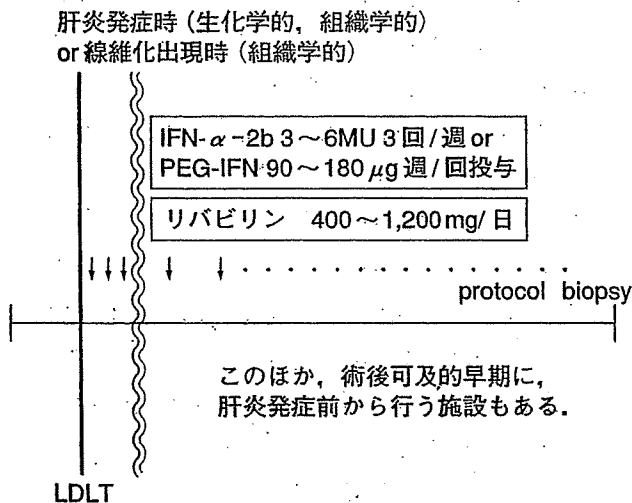 肝炎発症時（生化学的，組織学的）
or 線維化出現時（組織学的）
IFN-α-2b 3～6MU 3回/週 or
PEG-IFN 90～180μg 週/回投与
リバビリン　400～1,200mg/日
protocol biopsy
このほか，術後可及的早期に，
肝炎発症前から行う施設もある．
LDLT